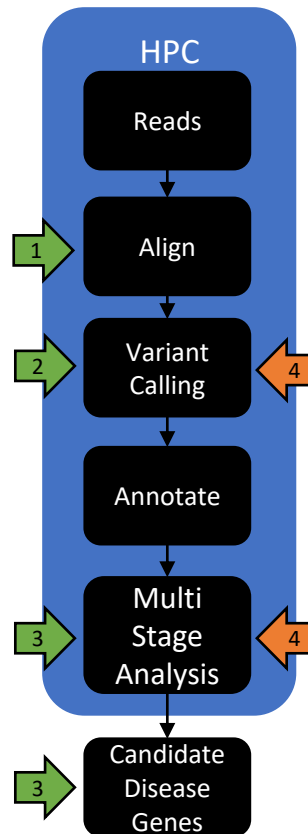 HPC
Reads
1
Align
2
Variant
Calling
4
Annotate
3
Multi
Stage
Analysis
4
3
Candidate
Disease
Genes